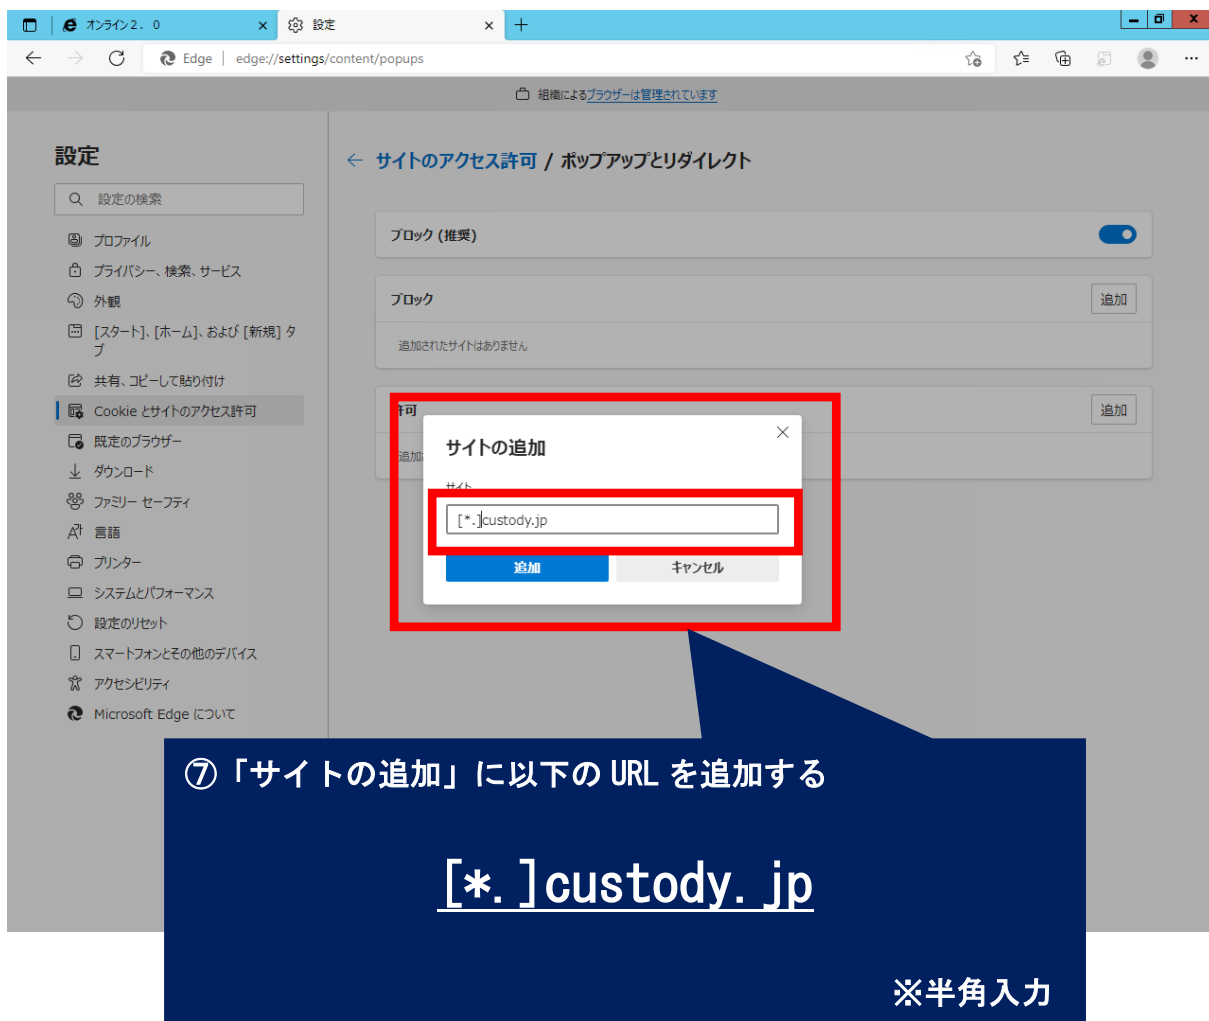 オンライン2．0
設定
Edge | edge://settings/content/popups
組織によるブラウザーは管理されています
設定
設定の検索
プロファイル
プライバシー、検索、サービス
外観
[スタート]、[ホーム]、および [新規] タ
ブ
共有、コピーして貼り付け
Cookie とサイトのアクセス許可
既定のブラウザー
ダウンロード
ファミリー セーフティ
言語
プリンター
システムとパフォーマンス
設定のリセット
スマートフォンとその他のデバイス
アクセシビリティ
Microsoft Edge について
サイトのアクセス許可 / ポップアップとリダイレクト
ブロック (推奨)
ブロック
追加
追加されたサイトはありません
許可
追加
追加
サイトの追加
サイト
[*.]custody.jp
追加
キャンセル
⑦「サイトの追加」に以下の URL を追加する
[*.]custody.jp
※半角入力